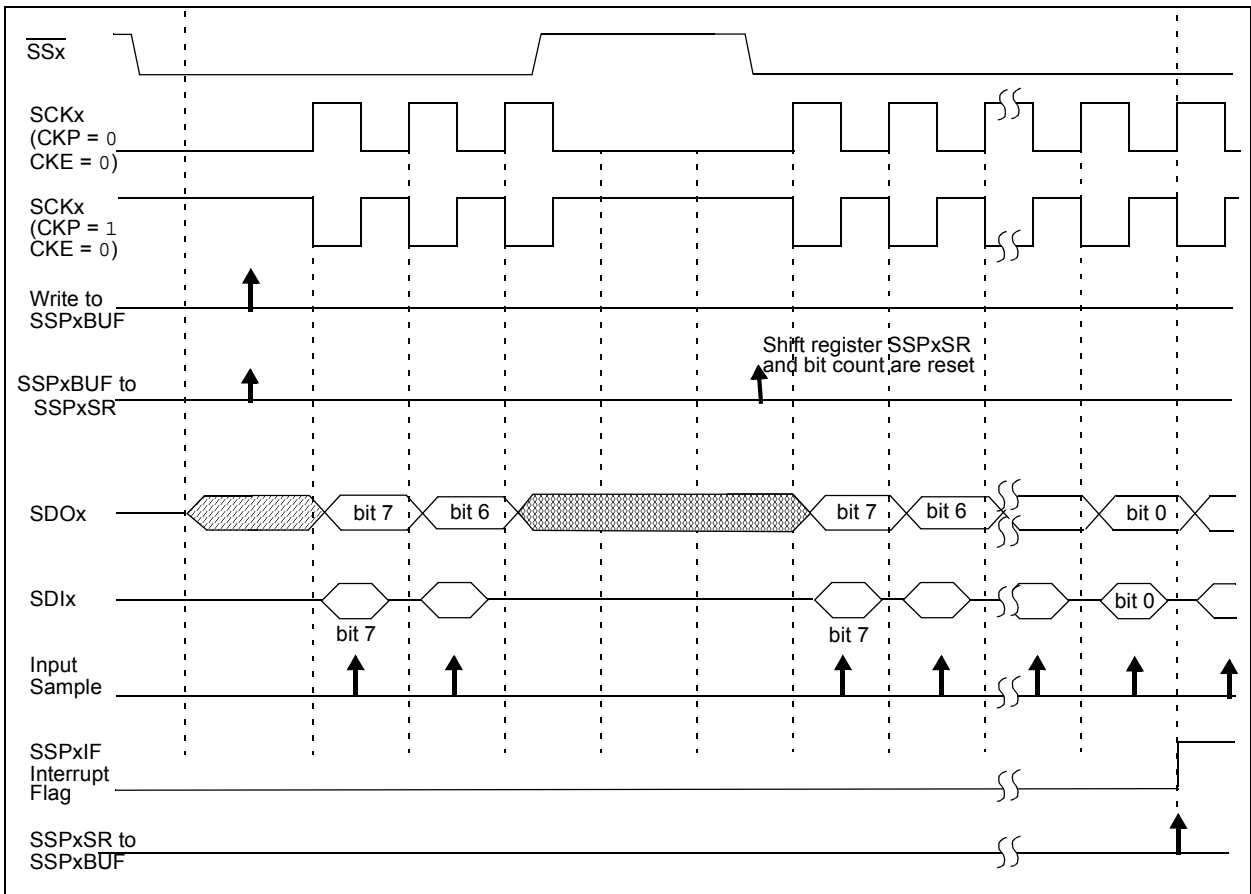 SSx
SCKx
(CKP = 0
CKE = 0)
SCKx
(CKP = 1
CKE = 0)
Write to
SSPxBUF
Shift register SSPxSR
and bit count are reset
SSPxBUF to
SSPxSR
SDOx
bit 7
bit 6
bit 7
bit 6
bit 0
SDIx
bit 0
bit 7
bit 7
Input
Sample
SSPxIF
Interrupt
Flag
SSPxSR to
SSPxBUF